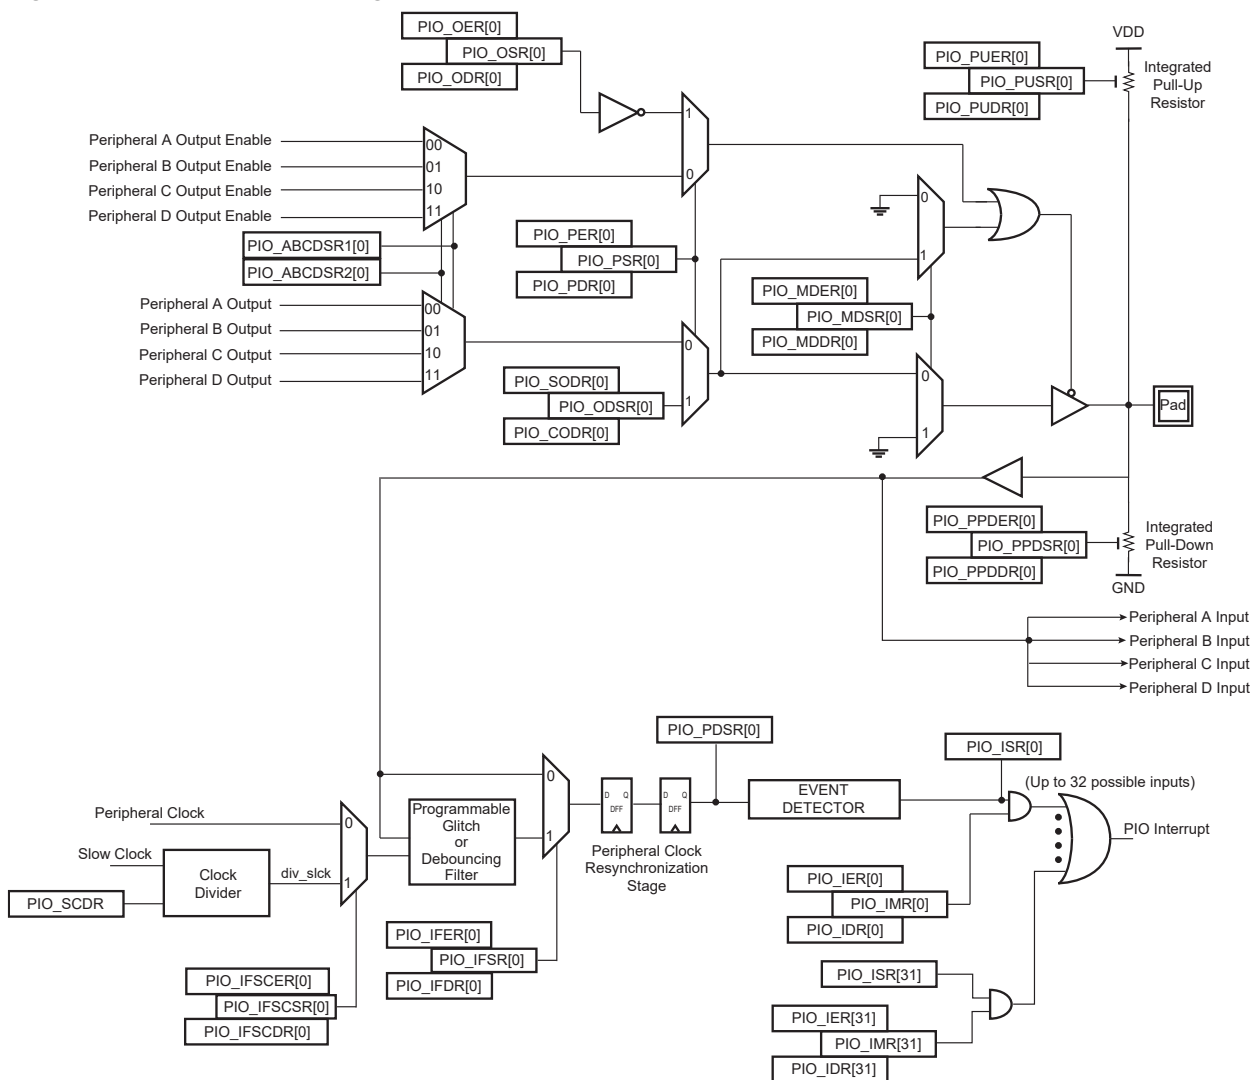 PIO_OER[0]
PIO_OSR[0]
PIO_ODR[0]
1
0
Peripheral A Output Enable
Peripheral B Output Enable
Peripheral C Output Enable
Peripheral D Output Enable
00
01
10
11
PIO_ABCDSR1[0]
PIO_ABCDSR2[0]
Peripheral A Output
Peripheral B Output
Peripheral C Output
Peripheral D Output
00
01
10
11
PIO_PER[0]
PIO_PSR[0]
PIO_PDR[0]
0
1
PIO_SODR[0]
PIO_ODSR[0]
PIO_CODR[0]
PIO_MDER[0]
PIO_MDSR[0]
PIO_MDDR[0]
0
1
0
1
PIO_PUER[0]
PIO_PUSR[0]
PIO_PUDR[0]
VDD
Integrated
Pull-Up
Resistor
Pad
PIO_PPDER[0]
PIO_PPDSR[0]
PIO_PPDDR[0]
Integrated
Pull-Down
Resistor
GND
Peripheral A Input
Peripheral B Input
Peripheral C Input
Peripheral D Input
Peripheral Clock
Slow Clock
PIO_SCDR
Clock
Divider
div_slck
0
1
PIO_IFSCER[0]
PIO_IFSCSR[0]
PIO_IFSCDR[0]
Programmable
Glitch
or
Debouncing
Filter
PIO_IFER[0]
PIO_IFSR[0]
PIO_IFDR[0]
0
1
D Q
DFF
D Q
DFF
Peripheral Clock
Resynchronization
Stage
PIO_PDSR[0]
EVENT
DETECTOR
PIO_ISR[0]
(Up to 32 possible inputs)
PIO Interrupt
PIO_IER[0]
PIO_IMR[0]
PIO_IDR[0]
PIO_ISR[31]
PIO_IER[31]
PIO_IMR[31]
PIO_IDR[31]